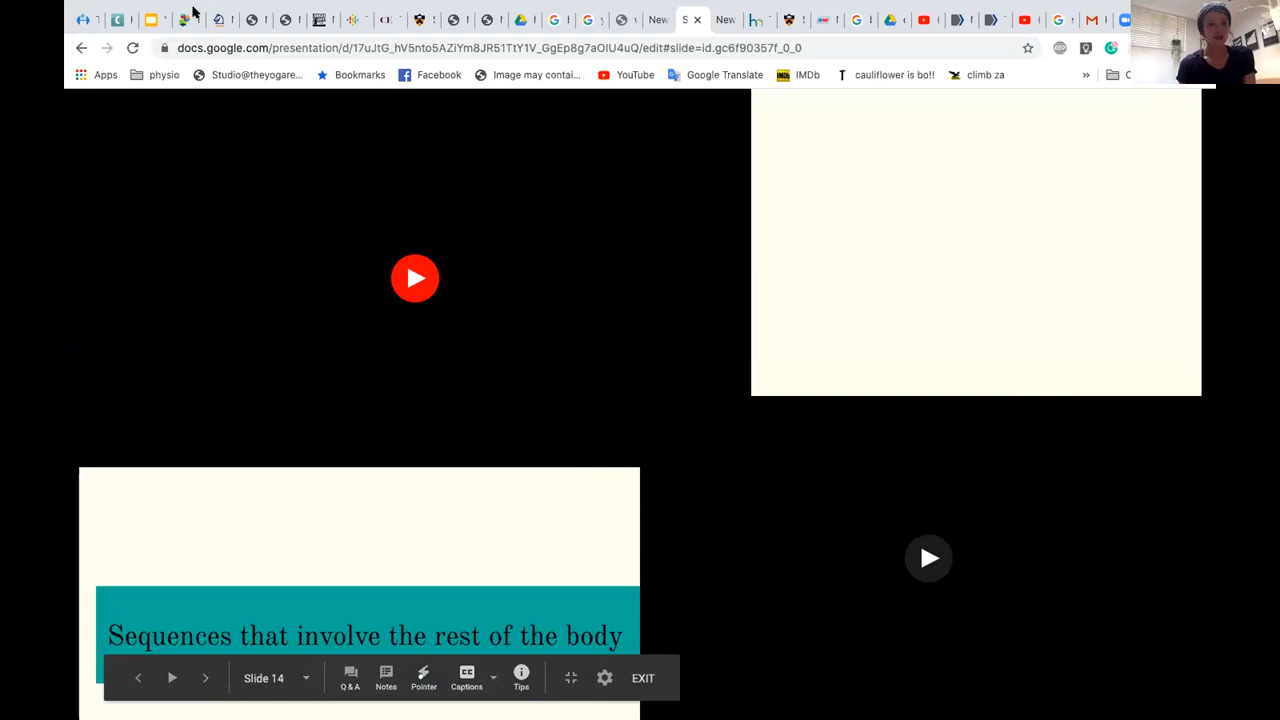 New
S
New
docs.google.com/presentation/d/17uJtG_hV5nto5AZiYm8JR51TtY1V_GgEp8g7aOIU4uQ/edit#slide=id.gc6f90357f_0_0
Apps physio Studio@theyogare... Bookmarks Facebook Image may contai... YouTube Google Translate IMDb cauliflower is bo!! climb za »
Sequences that involve the rest of the body
Slide 14 Q & A Notes Pointer Captions Tips EXIT